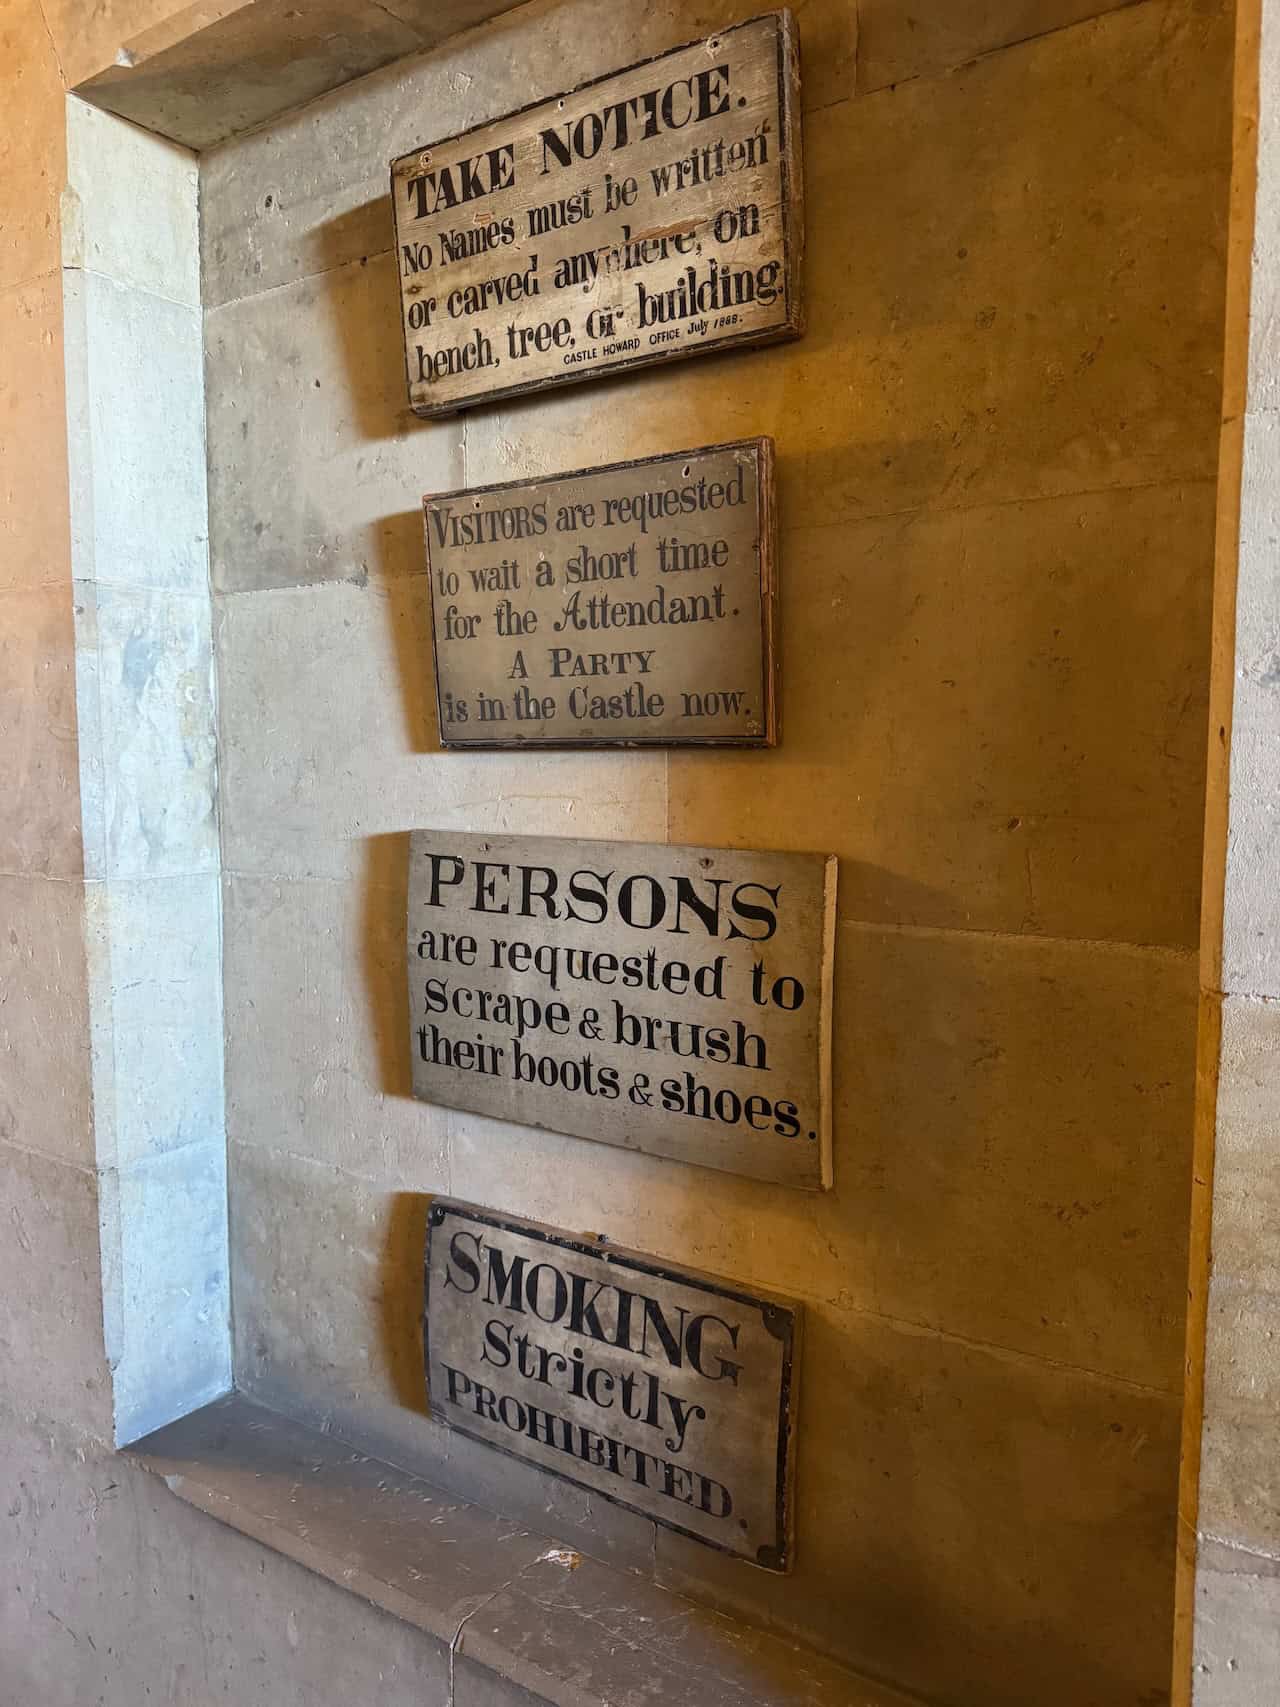 TAKE NOTICE.
No Names must be written
or carved anywhere, on
bench, tree, or building.
CASTLE HOWARD OFFICE July 1888.
VISITORS are requested
to wait a short time
for the Attendant.
A PARTY
is in the Castle now.
PERSONS
are requested to
Scrape & brush
their boots & shoes.
SMOKING
Strictly
PROHIBITED.